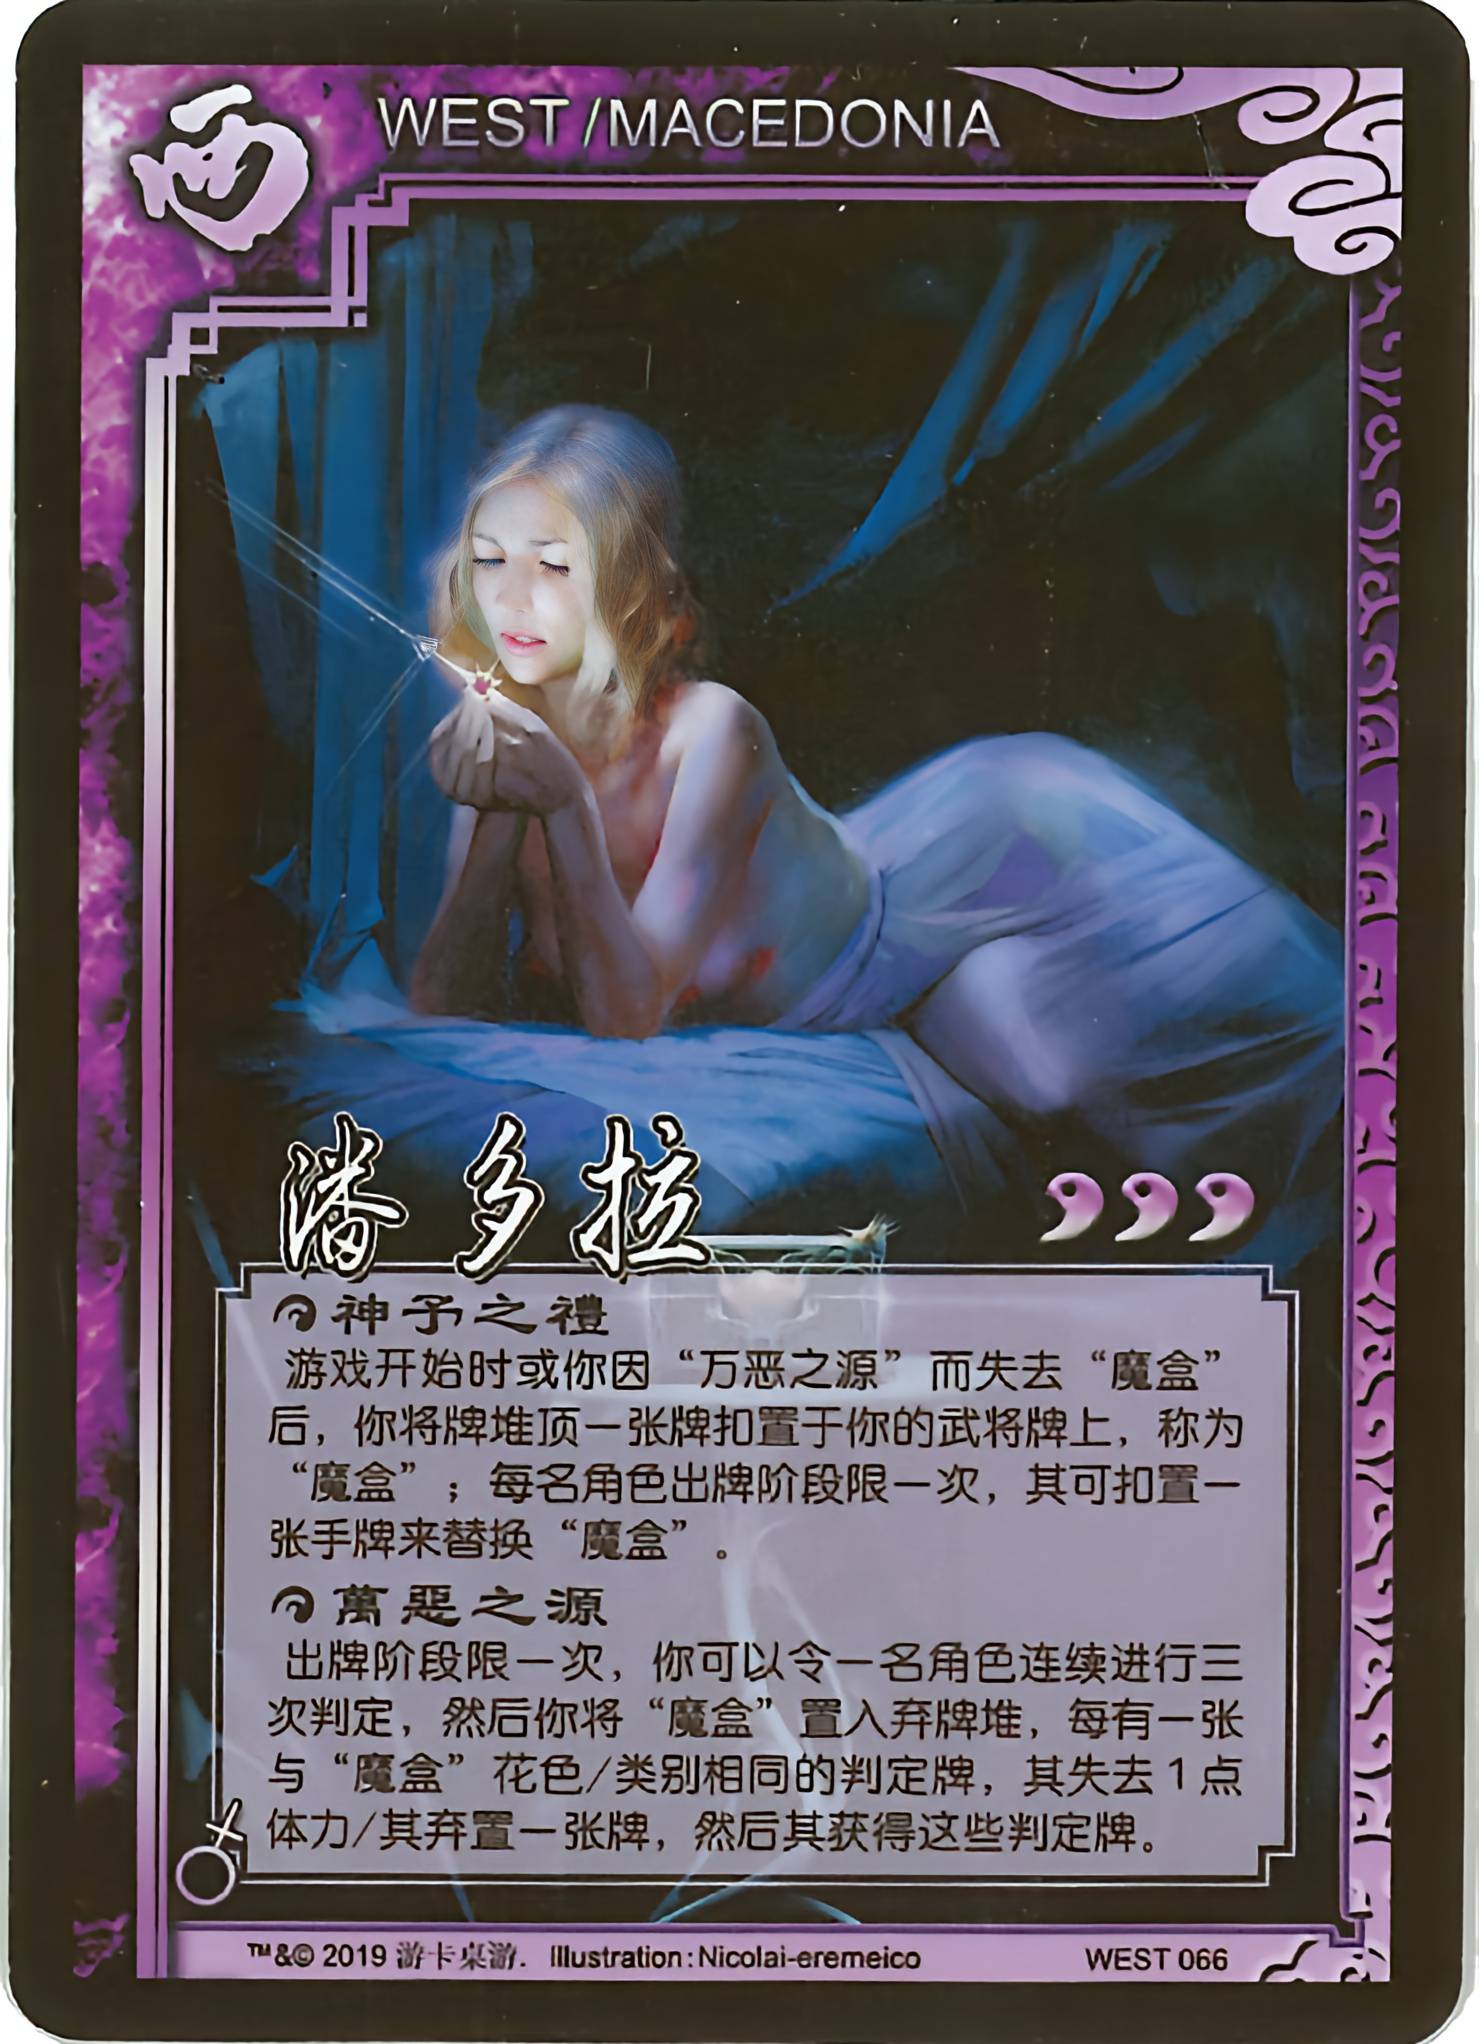 西
WEST /MACEDONIA
潘多拉
神予之禮
游戏开始时或你因“万恶之源”而失去“魔盒”
后，你将牌堆顶一张牌扣置于你的武将牌上，称为
“魔盒”；每名角色出牌阶段限一次，其可扣置一
张手牌来替换“魔盒”。
萬惡之源
出牌阶段限一次，你可以令一名角色连续进行三
次判定，然后你将“魔盒”置入弃牌堆，每有一张
与“魔盒”花色/类别相同的判定牌，其失去1点
体力/其弃置一张牌，然后其获得这些判定牌。
™&© 2019 游卡桌游. Illustration:Nicolai-eremeico
WEST 066